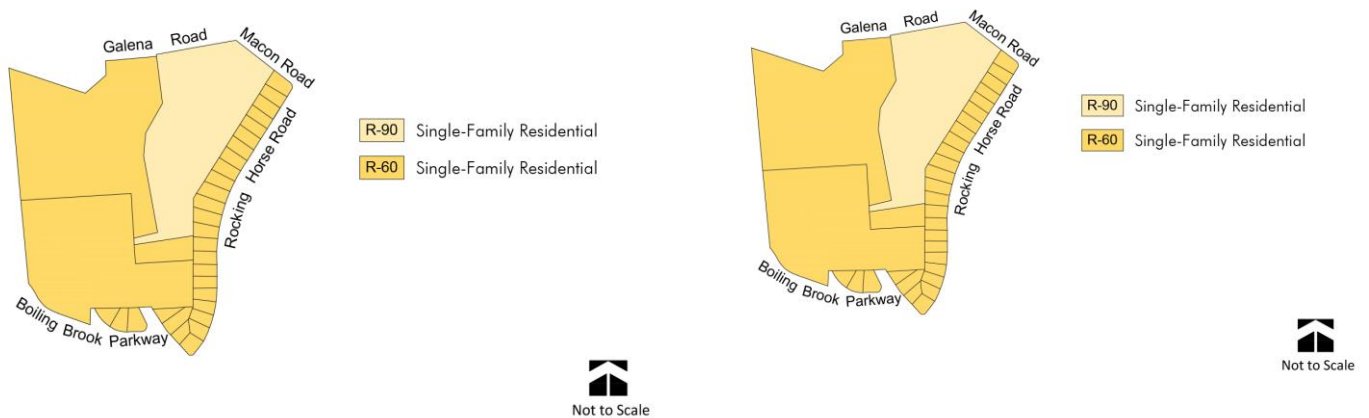 Galena Road
Macon Road
Rocking Horse Road
Boiling Brook Parkway
R-90 Single-Family Residential
R-60 Single-Family Residential
Not to Scale
Galena Road
Macon Road
Rocking Horse Road
Boiling Brook Parkway
R-90 Single-Family Residential
R-60 Single-Family Residential
Not to Scale